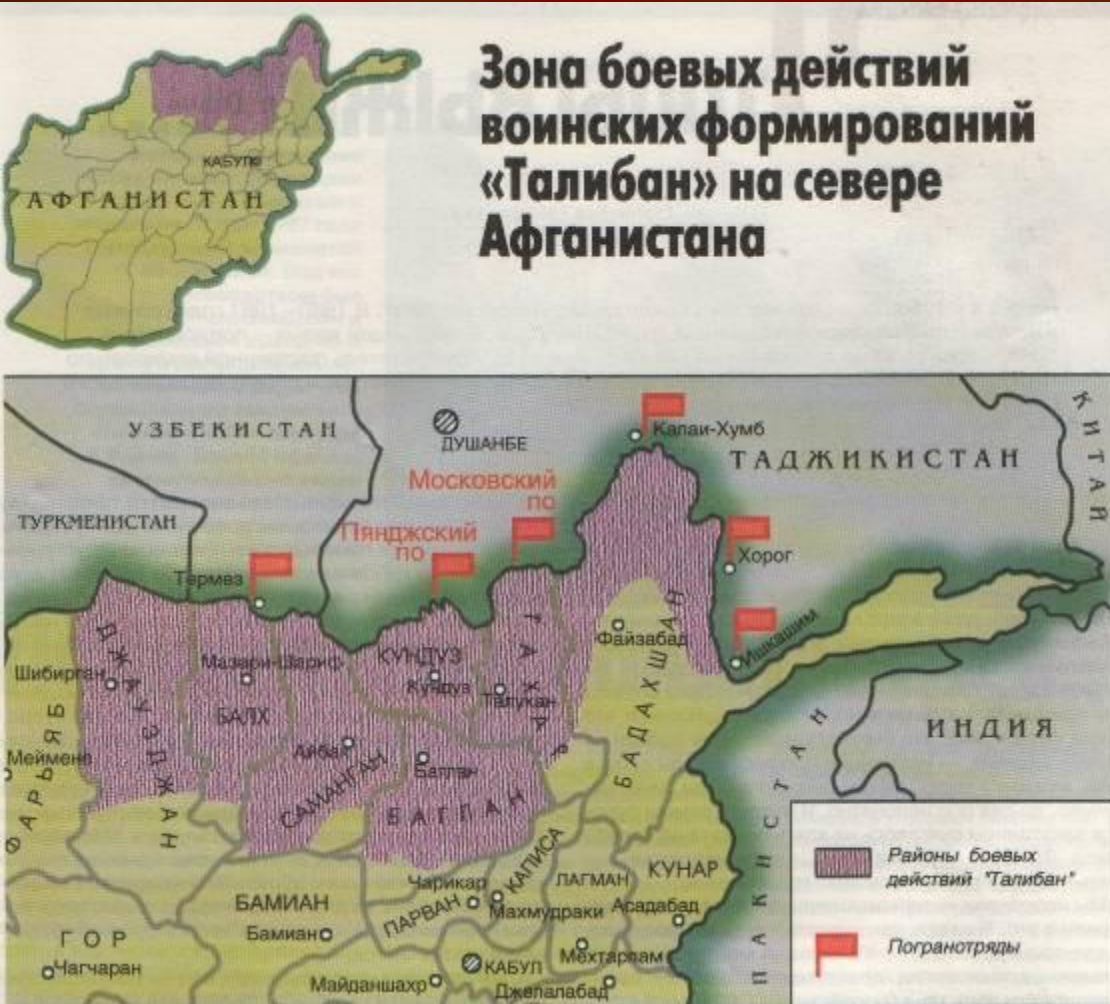 Зона боевых действий
воинских формирований
«Талибан» на севере
Афганистана
КАБУЛ
АФГАНИСТАН
УЗБЕКИСТАН
ДУШАНБЕ
Калаи-Хумб
ТАДЖИКИСТАН
КИТАЙ
Московский
по
ТУРКМЕНИСТАН
Пянджский
по
Термез
Хорог
Ишкашим
Файзабад
Шибирган
ДЖАУЗДЖАН
Мазари-Шариф
БАЛХ
КУНДУЗ
Кундуз
ТАХАР
Талукан
БАДАХШАН
ИНДИЯ
Меймене
ФАРЬЯБ
Айбак
САМАНГАН
Баглан
БАГЛАН
ПАКИСТАН
Районы боевых
действий "Талибан"
Погранотряды
КАПИСА
ЛАГМАН
КУНАР
Чарикар
ПАРВАН
Махмудраки
Асадабад
БАМИАН
Бамиан
ГОР
Чагчаран
КАБУЛ
Мехтарлам
Майданшахр
Джелалабад